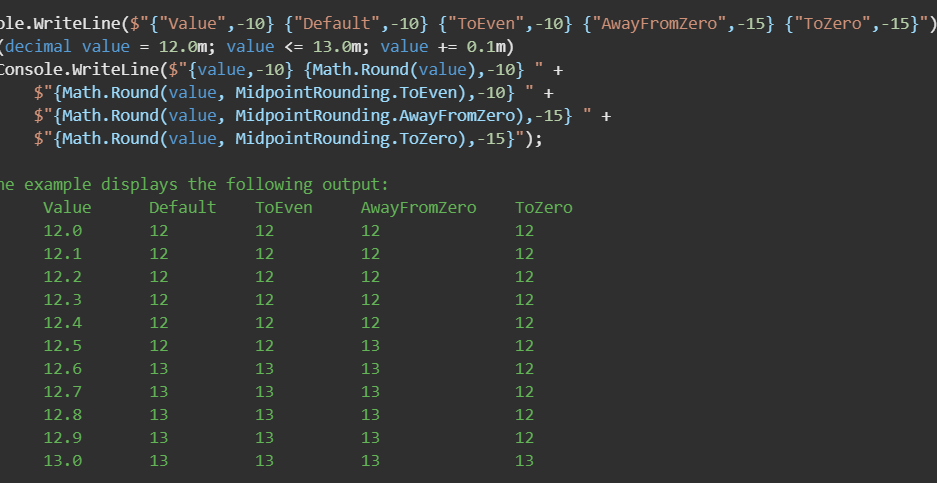 ole.WriteLine($"{"Value",-10} {"Default",-10} {"ToEven",-10} {"AwayFromZero",-15} {"ToZero",-15}")
(decimal value = 12.0m; value <= 13.0m; value += 0.1m)
Console.WriteLine($"{value,-10} {Math.Round(value),-10} " +
$"{Math.Round(value, MidpointRounding.ToEven),-10} " +
$"{Math.Round(value, MidpointRounding.AwayFromZero),-15} " +
$"{Math.Round(value, MidpointRounding.ToZero),-15}");
he example displays the following output:
Value Default ToEven AwayFromZero ToZero
12.0 12 12 12 12
12.1 12 12 12 12
12.2 12 12 12 12
12.3 12 12 12 12
12.4 12 12 12 12
12.5 12 12 13 12
12.6 13 13 13 12
12.7 13 13 13 12
12.8 13 13 13 12
12.9 13 13 13 12
13.0 13 13 13 13